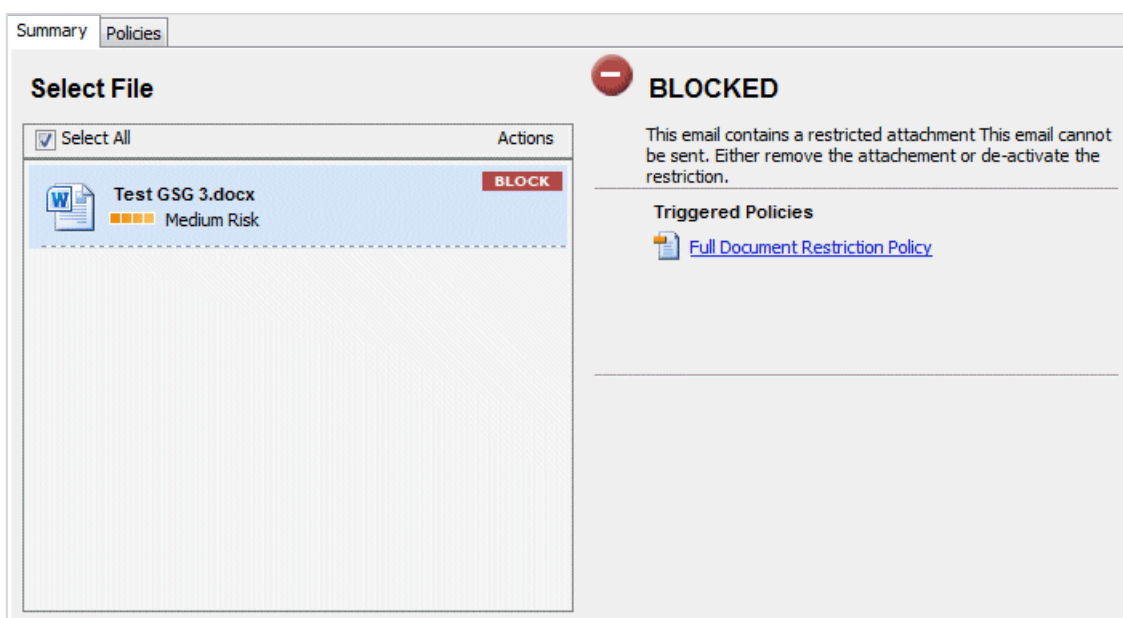 Summary Policies
Select File
Select All Actions
Test GSG 3.docx BLOCK
Medium Risk
BLOCKED
This email contains a restricted attachment This email cannot
be sent. Either remove the attachement or de-activate the
restriction.
Triggered Policies
Full Document Restriction Policy